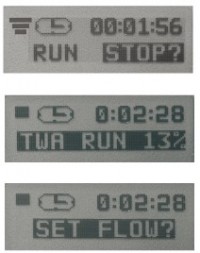 00:01:56
RUN STOP?
0:02:28
TWA RUN 13%
0:02:28
SET FLOW?